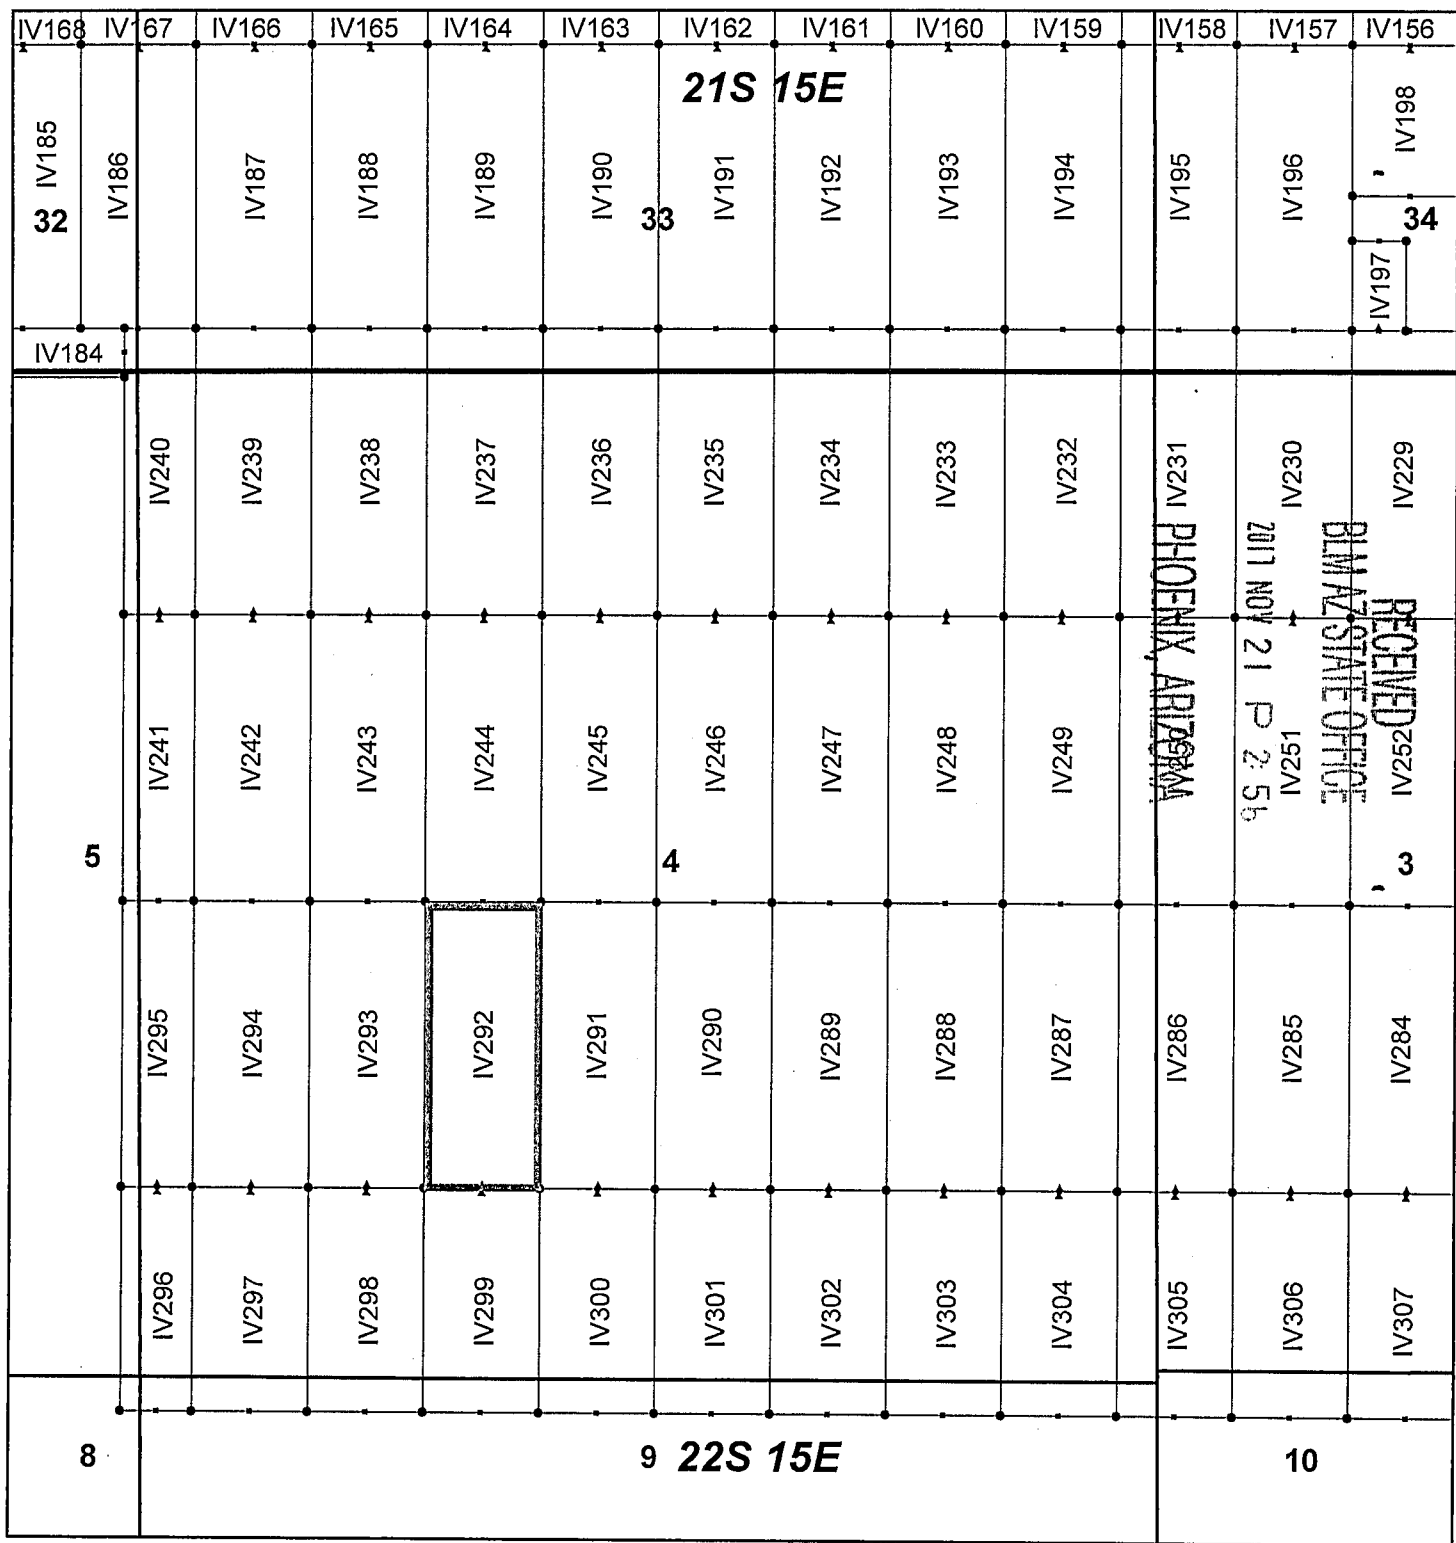 IV168 IV167 IV166 IV165 IV164 IV163 IV162 IV161 IV160 IV159 IV158 IV157 IV156
21S 15E
IV185 IV186 IV187 IV188 IV189 IV190 IV191 IV192 IV193 IV194 IV195 IV196 IV198
32 33 34
IV197
IV184
IV240 IV239 IV238 IV237 IV236 IV235 IV234 IV233 IV232 IV231 IV230 IV229
RECEIVED
BLM AZ STATE OFFICE
2011 NOV 21 P 2:56
PHOENIX, ARIZONA
IV241 IV242 IV243 IV244 IV245 IV246 IV247 IV248 IV249 IV251 IV252
5 4 3
IV295 IV294 IV293 IV292 IV291 IV290 IV289 IV288 IV287 IV286 IV285 IV284
IV296 IV297 IV298 IV299 IV300 IV301 IV302 IV303 IV304 IV305 IV306 IV307
8 9 22S 15E 10